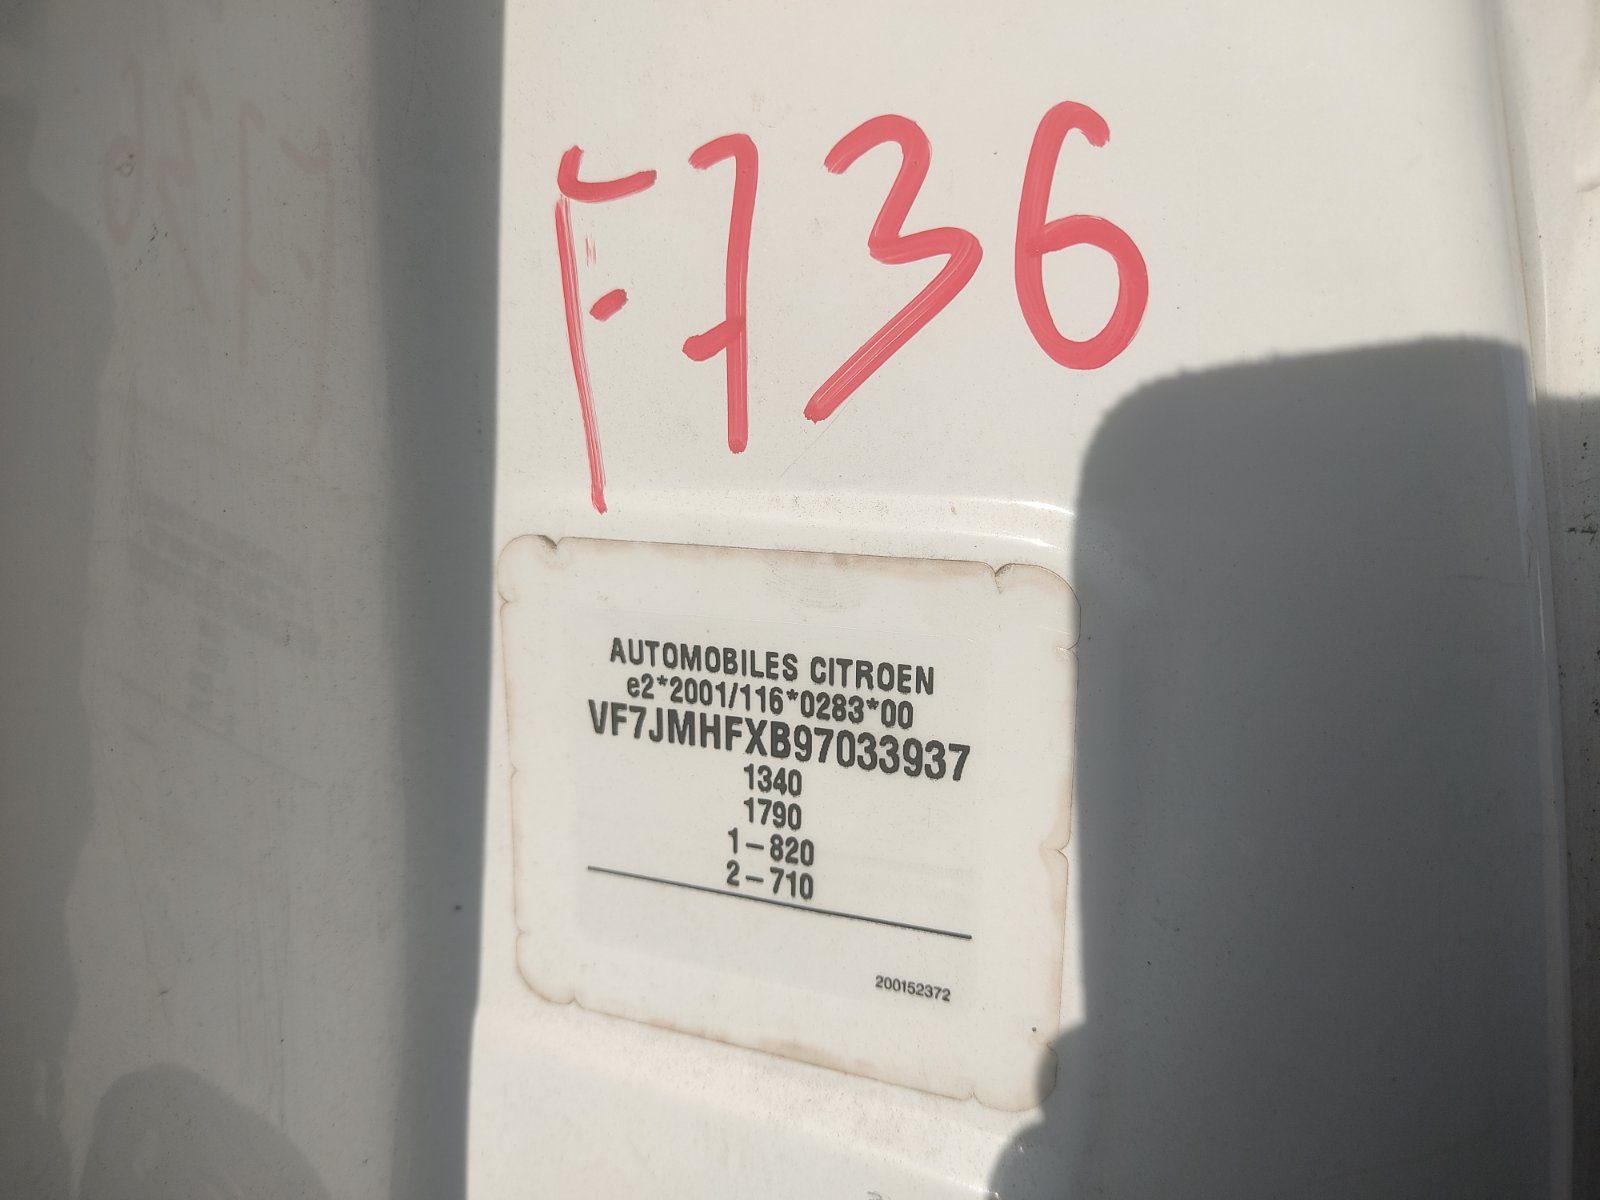 F736
AUTOMOBILES CITROEN
e2*2001/116*0283*00
VF7JMHFXB97033937
1340
1790
1-820
2-710
200152372